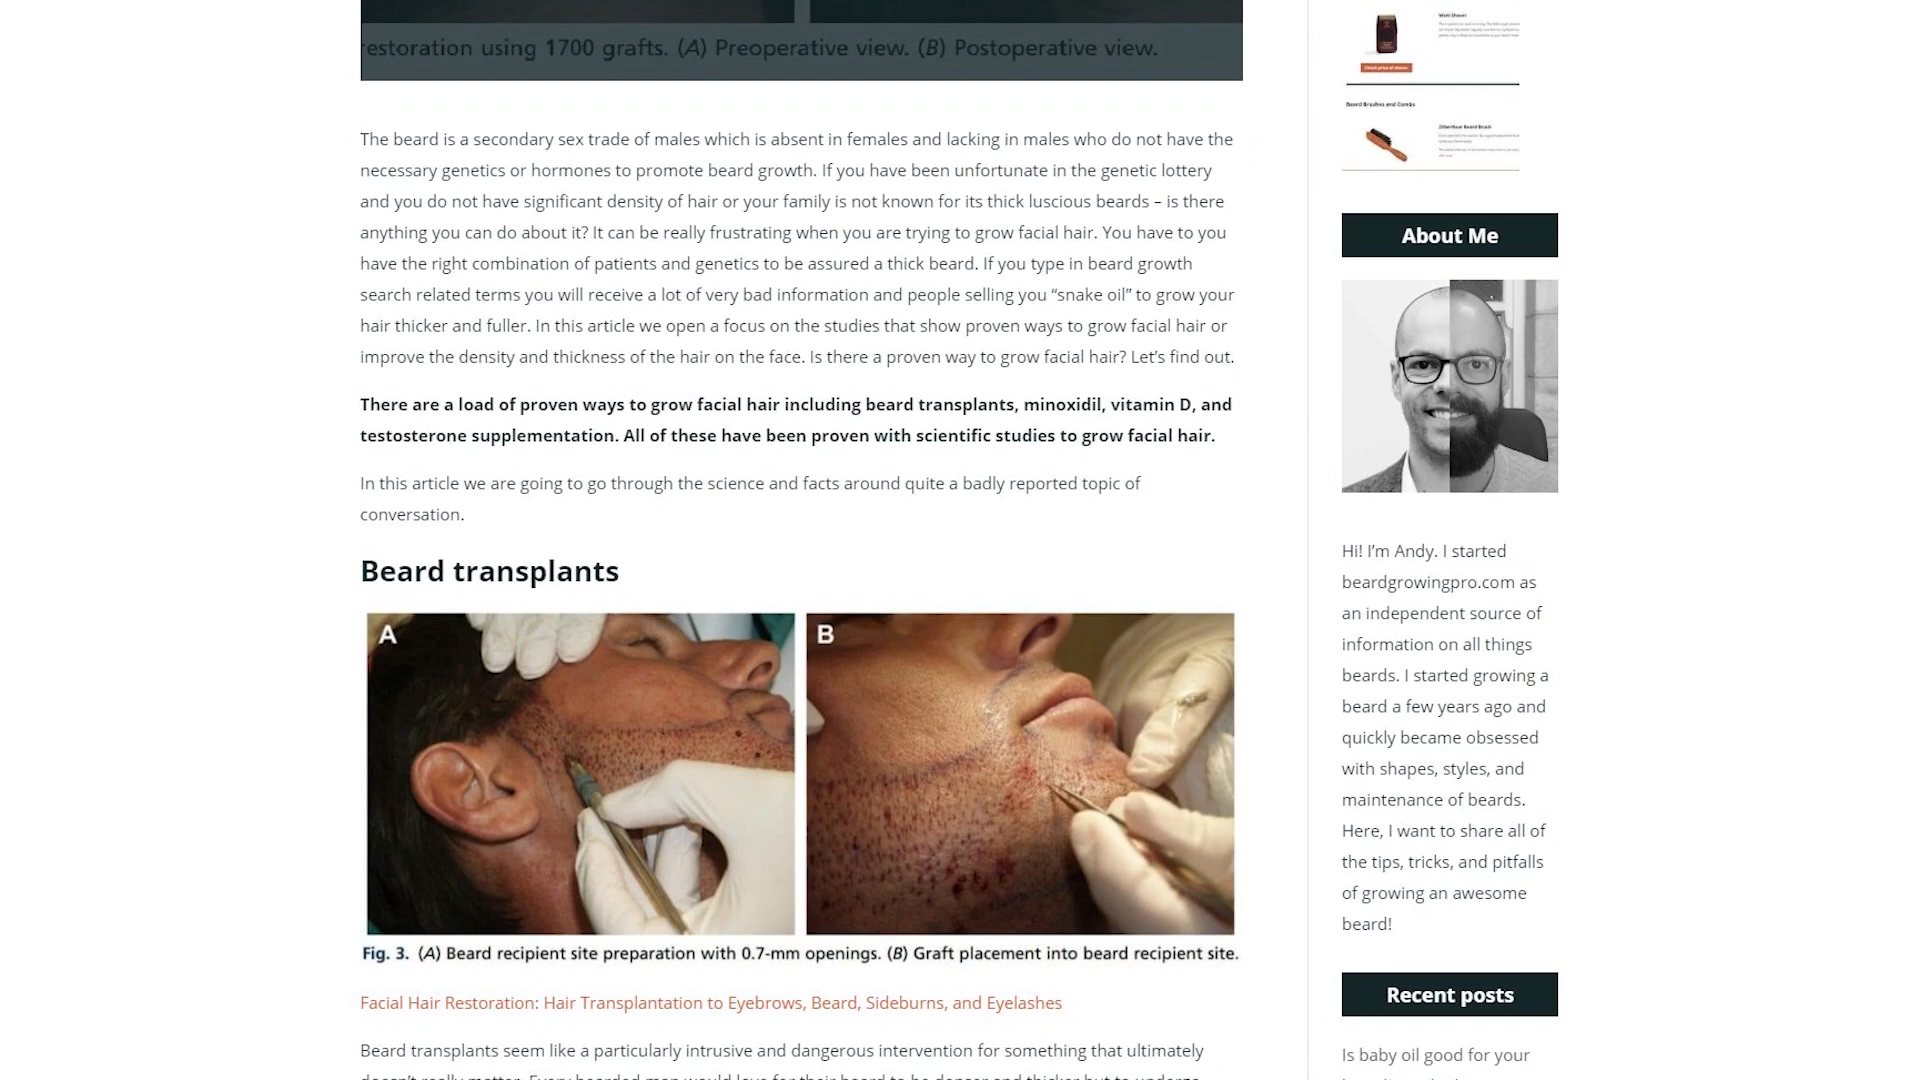 estoration using 1700 grafts. (A) Preoperative view. (B) Postoperative view.
The beard is a secondary sex trade of males which is absent in females and lacking in males who do not have the
necessary genetics or hormones to promote beard growth. If you have been unfortunate in the genetic lottery
and you do not have significant density of hair or your family is not known for its thick luscious beards – is there
anything you can do about it? It can be really frustrating when you are trying to grow facial hair. You have to you
have the right combination of patients and genetics to be assured a thick beard. If you type in beard growth
search related terms you will receive a lot of very bad information and people selling you “snake oil” to grow your
hair thicker and fuller. In this article we open a focus on the studies that show proven ways to grow facial hair or
improve the density and thickness of the hair on the face. Is there a proven way to grow facial hair? Let’s find out.
There are a load of proven ways to grow facial hair including beard transplants, minoxidil, vitamin D, and
testosterone supplementation. All of these have been proven with scientific studies to grow facial hair.
In this article we are going to go through the science and facts around quite a badly reported topic of
conversation.
Beard transplants
A
B
Fig. 3. (A) Beard recipient site preparation with 0.7-mm openings. (B) Graft placement into beard recipient site.
Facial Hair Restoration: Hair Transplantation to Eyebrows, Beard, Sideburns, and Eyelashes
Beard transplants seem like a particularly intrusive and dangerous intervention for something that ultimately
Wahl Shaver
Beard Brushes and Combs
ZilberHaar Beard Brush
About Me
Hi! I’m Andy. I started
beardgrowingpro.com as
an independent source of
information on all things
beards. I started growing a
beard a few years ago and
quickly became obsessed
with shapes, styles, and
maintenance of beards.
Here, I want to share all of
the tips, tricks, and pitfalls
of growing an awesome
beard!
Recent posts
Is baby oil good for your